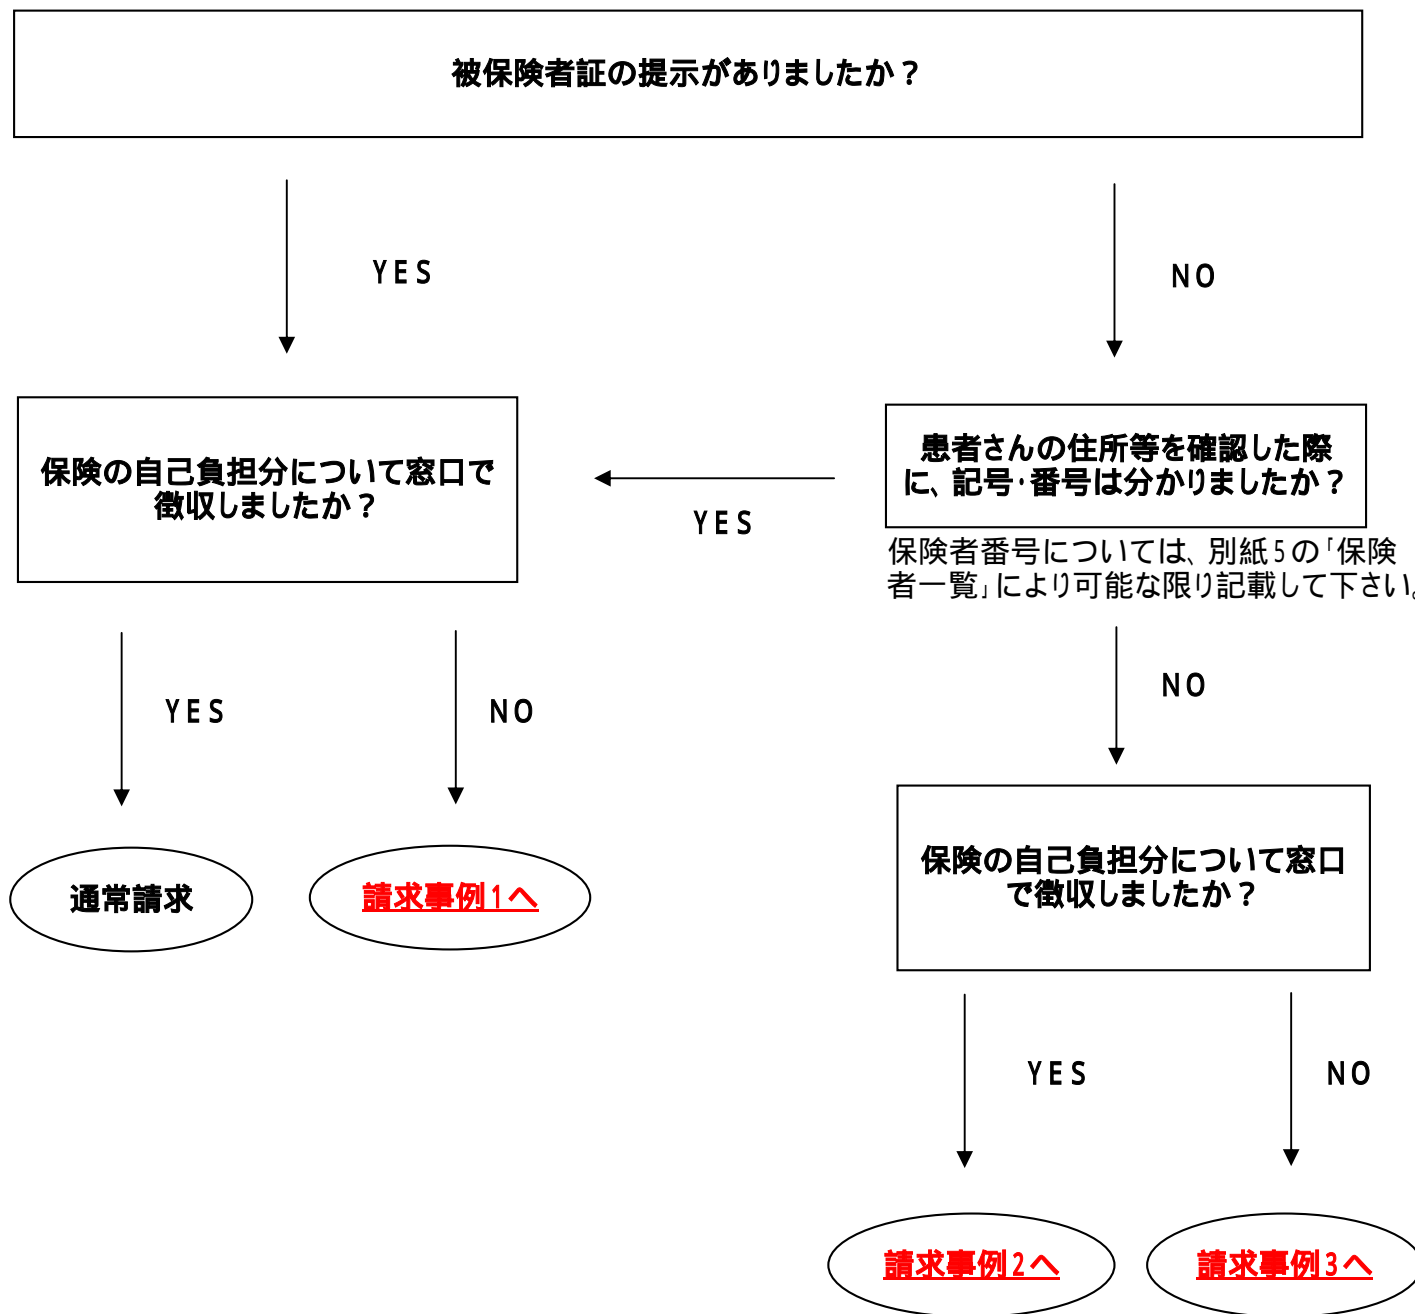 被保険者証の提示がありましたか？
YES
NO
保険の自己負担分について窓口で
徴収しましたか？
YES
患者さんの住所等を確認した際
に、記号・番号は分かりましたか？
保険者番号については、別紙5の「保険
者一覧」により可能な限り記載して下さい。
YES
NO
NO
保険の自己負担分について窓口
で徴収しましたか？
通常請求
請求事例1へ
YES
NO
請求事例2へ
請求事例3へ